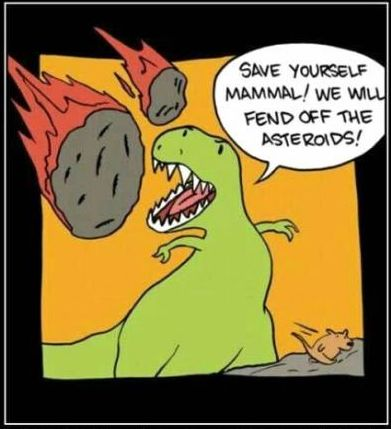 SAVE YOURSELF
MAMMAL! WE WILL
FEND OFF THE
ASTEROIDS!